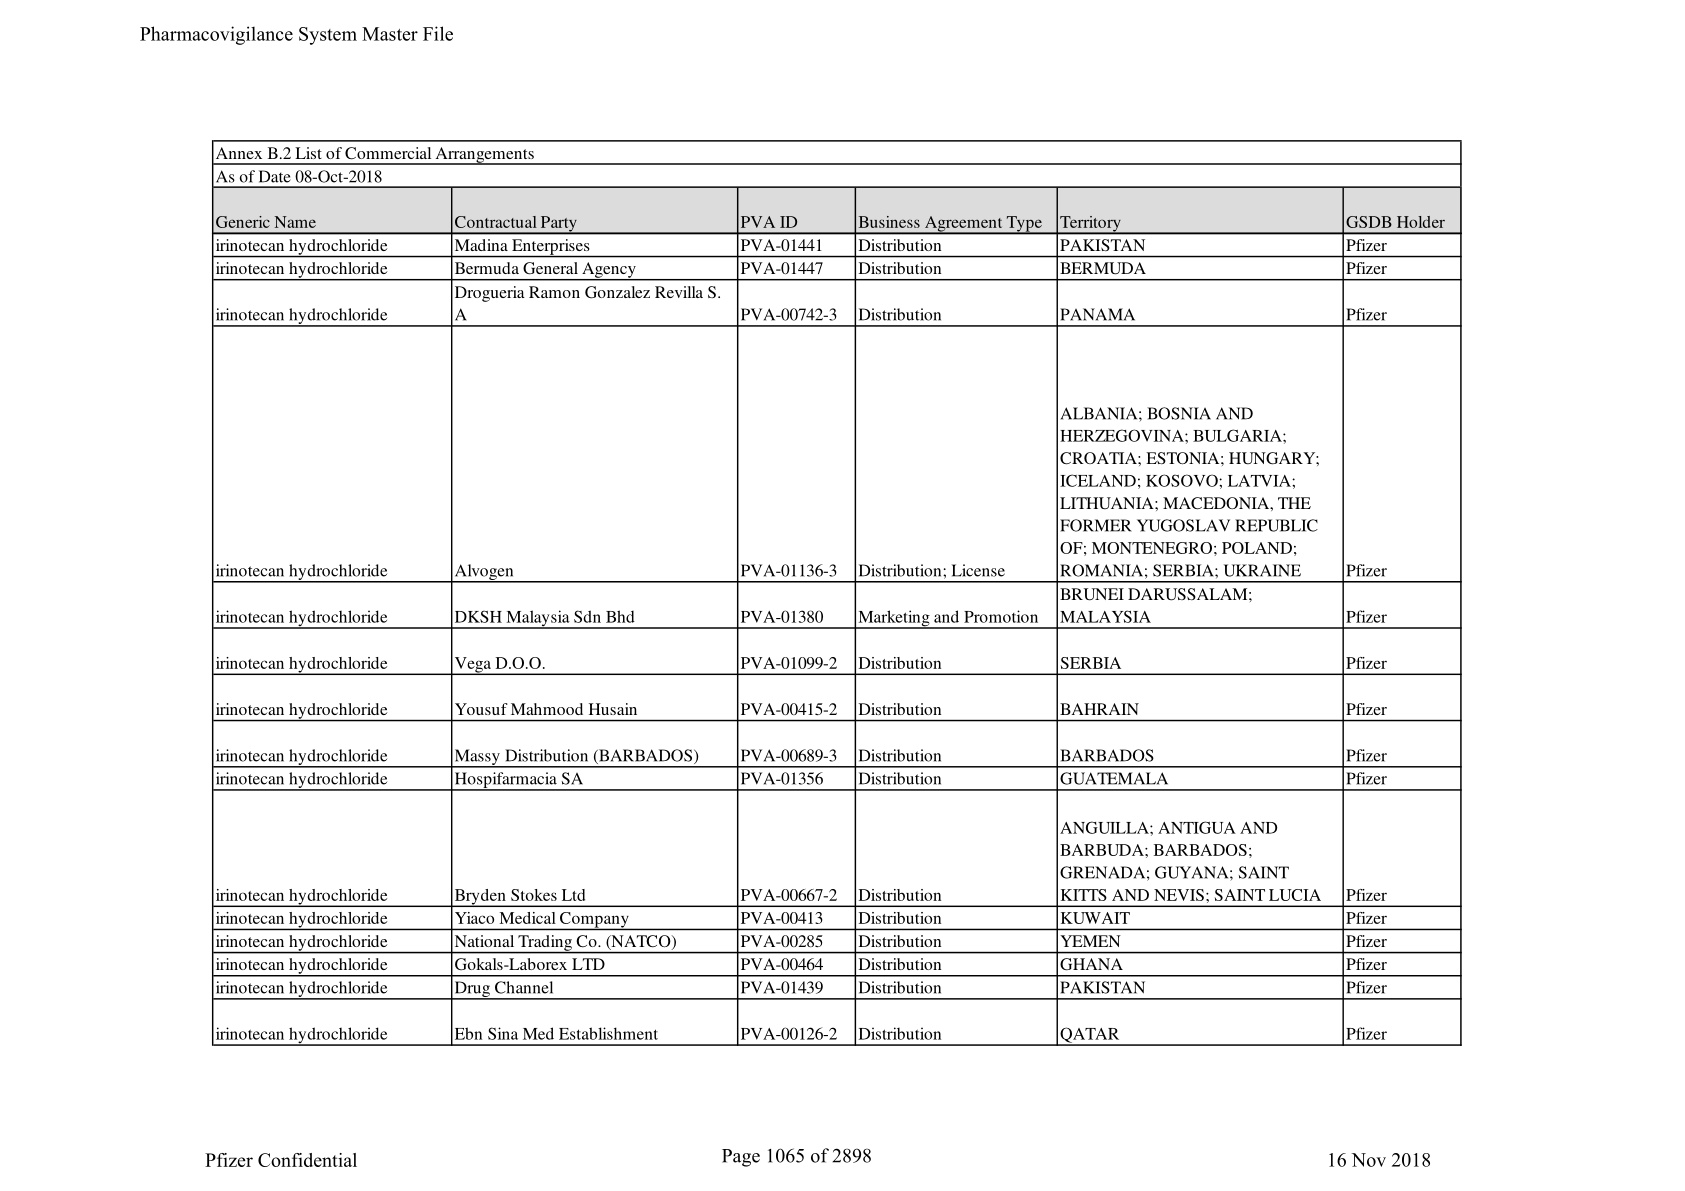 Pharmacovigilance System Master File
Annex B.2 List of Commercial Arrangements
As of Date 08-Oct-2018
Generic Name Contractual Party PVA ID Business Agreement Type Territory GSDB Holder
irinotecan hydrochloride Madina Enterprises PVA-01441 Distribution PAKISTAN Pfizer
irinotecan hydrochloride Bermuda General Agency PVA-01447 Distribution BERMUDA Pfizer
Drogueria Ramon Gonzalez Revilla S.
irinotecan hydrochloride A PVA-00742-3 Distribution PANAMA Pfizer
ALBANIA; BOSNIA AND
HERZEGOVINA; BULGARIA;
CROATIA; ESTONIA; HUNGARY;
ICELAND; KOSOVO; LATVIA;
LITHUANIA; MACEDONIA, THE
FORMER YUGOSLAV REPUBLIC
OF; MONTENEGRO; POLAND;
irinotecan hydrochloride Alvogen PVA-01136-3 Distribution; License ROMANIA; SERBIA; UKRAINE Pfizer
BRUNEI DARUSSALAM;
irinotecan hydrochloride DKSH Malaysia Sdn Bhd PVA-01380 Marketing and Promotion MALAYSIA Pfizer
irinotecan hydrochloride Vega D.O.O. PVA-01099-2 Distribution SERBIA Pfizer
irinotecan hydrochloride Yousuf Mahmood Husain PVA-00415-2 Distribution BAHRAIN Pfizer
irinotecan hydrochloride Massy Distribution (BARBADOS) PVA-00689-3 Distribution BARBADOS Pfizer
irinotecan hydrochloride Hospifarmacia SA PVA-01356 Distribution GUATEMALA Pfizer
ANGUILLA; ANTIGUA AND
BARBUDA; BARBADOS;
GRENADA; GUYANA; SAINT
irinotecan hydrochloride Bryden Stokes Ltd PVA-00667-2 Distribution KITTS AND NEVIS; SAINT LUCIA Pfizer
irinotecan hydrochloride Yiaco Medical Company PVA-00413 Distribution KUWAIT Pfizer
irinotecan hydrochloride National Trading Co. (NATCO) PVA-00285 Distribution YEMEN Pfizer
irinotecan hydrochloride Gokals-Laborex LTD PVA-00464 Distribution GHANA Pfizer
irinotecan hydrochloride Drug Channel PVA-01439 Distribution PAKISTAN Pfizer
irinotecan hydrochloride Ebn Sina Med Establishment PVA-00126-2 Distribution QATAR Pfizer
Pfizer Confidential Page 1065 of 2898 16 Nov 2018